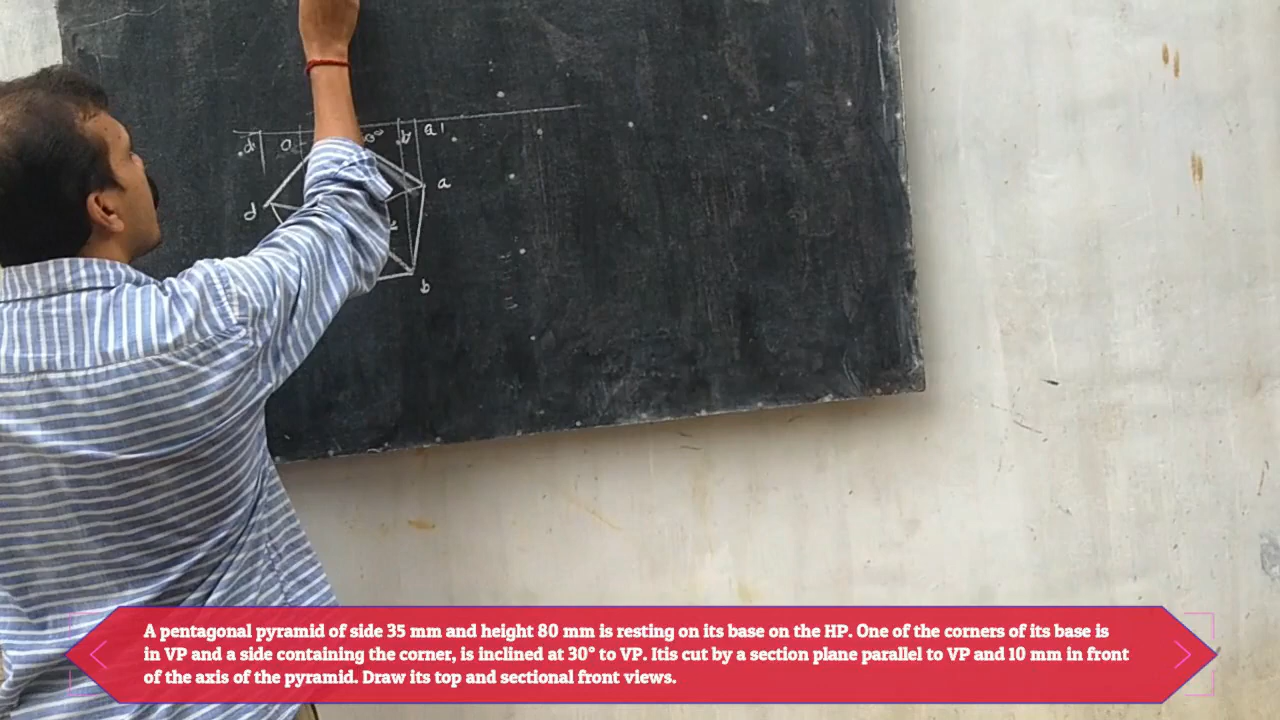 d' o 30° b' a'
a
d
b
A pentagonal pyramid of side 35 mm and height 80 mm is resting on its base on the HP. One of the corners of its base is
in VP and a side containing the corner, is inclined at 30° to VP. Itis cut by a section plane parallel to VP and 10 mm in front
of the axis of the pyramid. Draw its top and sectional front views.